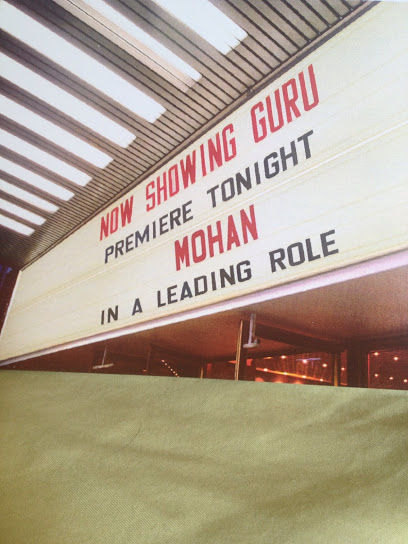 NOW SHOWING GURU
PREMIERE TONIGHT
MOHAN
IN A LEADING ROLE